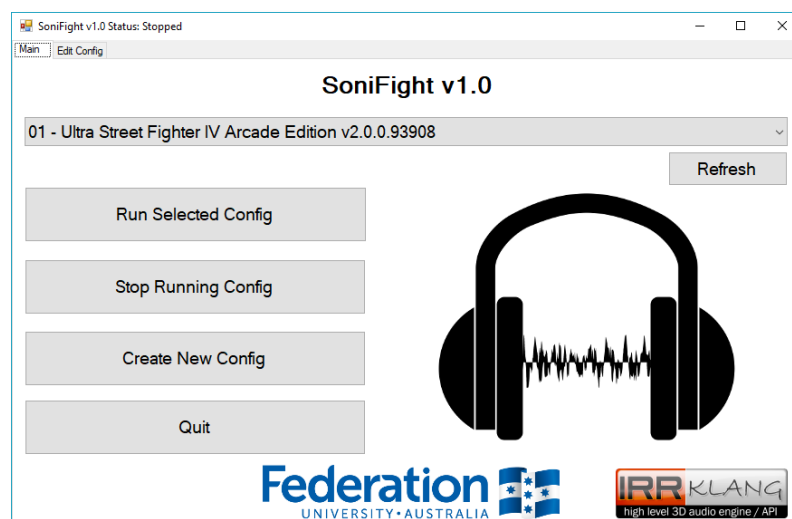 SoniFight v1.0 Status: Stopped
Main Edit Config
SoniFight v1.0
01 - Ultra Street Fighter IV Arcade Edition v2.0.0.93908
Refresh
Run Selected Config
Stop Running Config
Create New Config
Quit
Federation
UNIVERSITY • AUSTRALIA
IRRKLANG
high level 3D audio engine / API